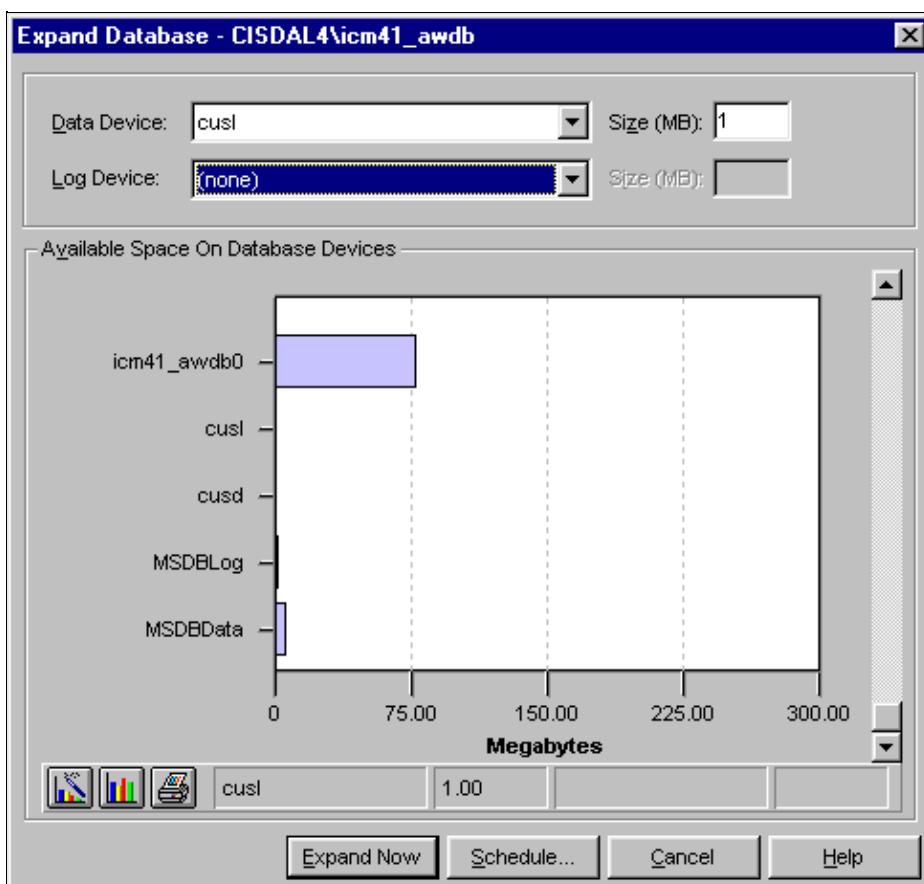 Expand Database - CISDAL4\icm41_awdb
Data Device: cusl Size (MB): 1
Log Device: (none) Size (MB):
Available Space On Database Devices
icm41_awdb0
cusl
cusd
MSDBLog
MSDBData
0 75.00 150.00 225.00 300.00
Megabytes
cusl 1.00
Expand Now Schedule... Cancel Help